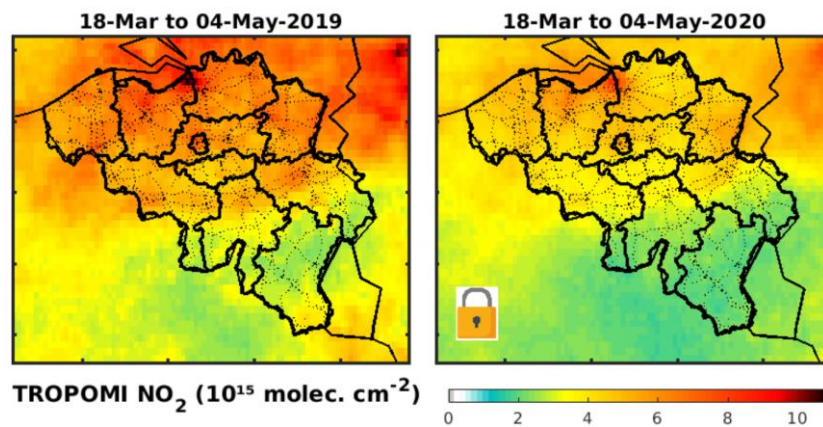 18-Mar to 04-May-2019
18-Mar to 04-May-2020
TROPOMI NO₂ (10¹⁵ molec. cm⁻²)
0 2 4 6 8 10